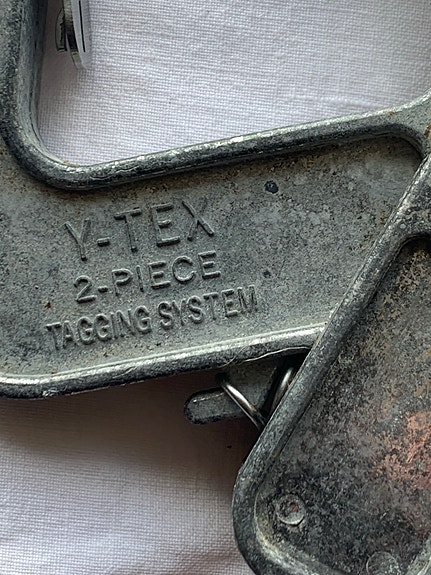 Y-TEX
2-PIECE
TAGGING SYSTEM